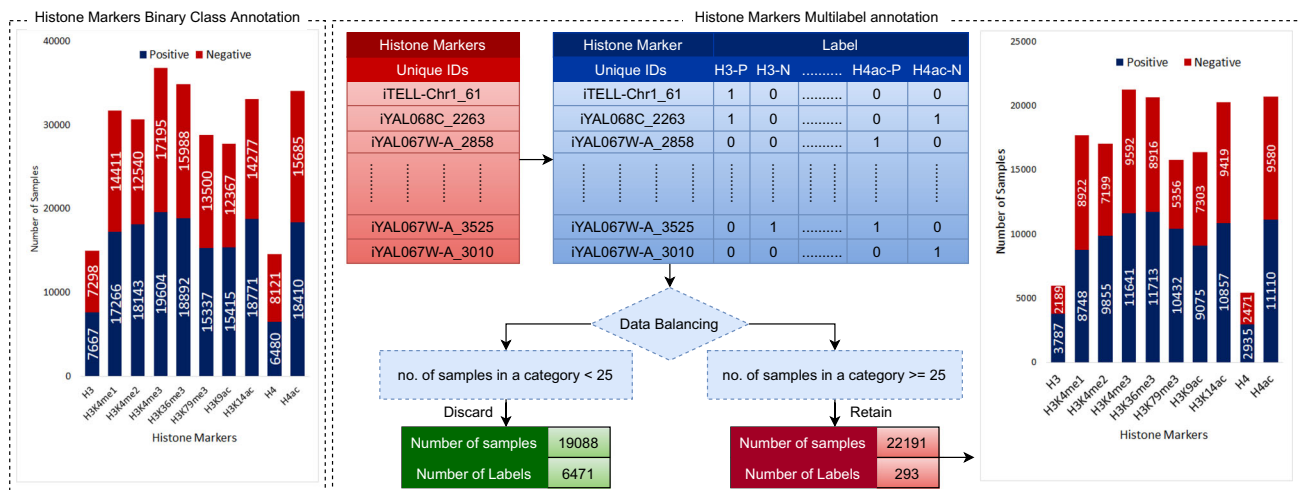 Histone Markers Binary Class Annotation
Histone Markers Multilabel annotation
40000
30000
20000
10000
0
Number of Samples
Positive Negative
7298
14411
12540
17195
15988
13500
12367
14277
8121
15685
7667
17266
18143
19604
18892
15337
15415
18771
6480
18410
H3
H3K4me1
H3K4me2
H3K4me3
H3K36me3
H3K79me3
H3K9ac
H3K14ac
H4
H4ac
Histone Markers
Histone Markers
Unique IDs
iTELL-Chr1_61
iYAL068C_2263
iYAL067W-A_2858
iYAL067W-A_3525
iYAL067W-A_3010
Histone Marker Label
Unique IDs H3-P H3-N .......... H4ac-P H4ac-N
iTELL-Chr1_61 1 0 .......... 0 0
iYAL068C_2263 1 0 .......... 0 1
iYAL067W-A_2858 0 0 .......... 1 0
iYAL067W-A_3525 0 1 .......... 1 0
iYAL067W-A_3010 0 0 .......... 0 1
Data Balancing
no. of samples in a category < 25
no. of samples in a category >= 25
Discard
Retain
Number of samples 19088
Number of Labels 6471
Number of samples 22191
Number of Labels 293
25000
20000
15000
10000
5000
0
Number of Samples
Positive Negative
2189
8922
7199
9592
8916
5356
7303
9419
2471
9580
3787
8748
9855
11641
11713
10432
9075
10857
2935
11110
H3
H3K4me1
H3K4me2
H3K4me3
H3K36me3
H3K79me3
H3K9ac
H3K14ac
H4
H4ac
Histone Markers